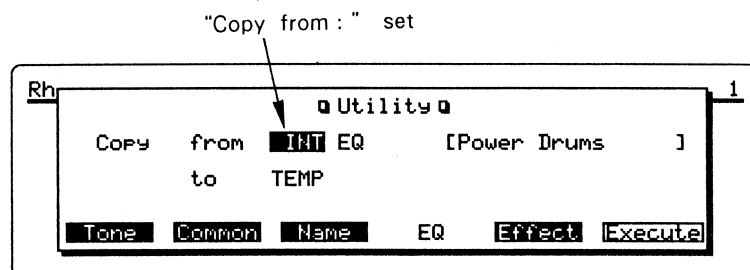 “Copy from : ” set
Rh 1
Utility
Copy from INT EQ [Power Drums ]
to TEMP
Tone Common Name EQ Effect Execute